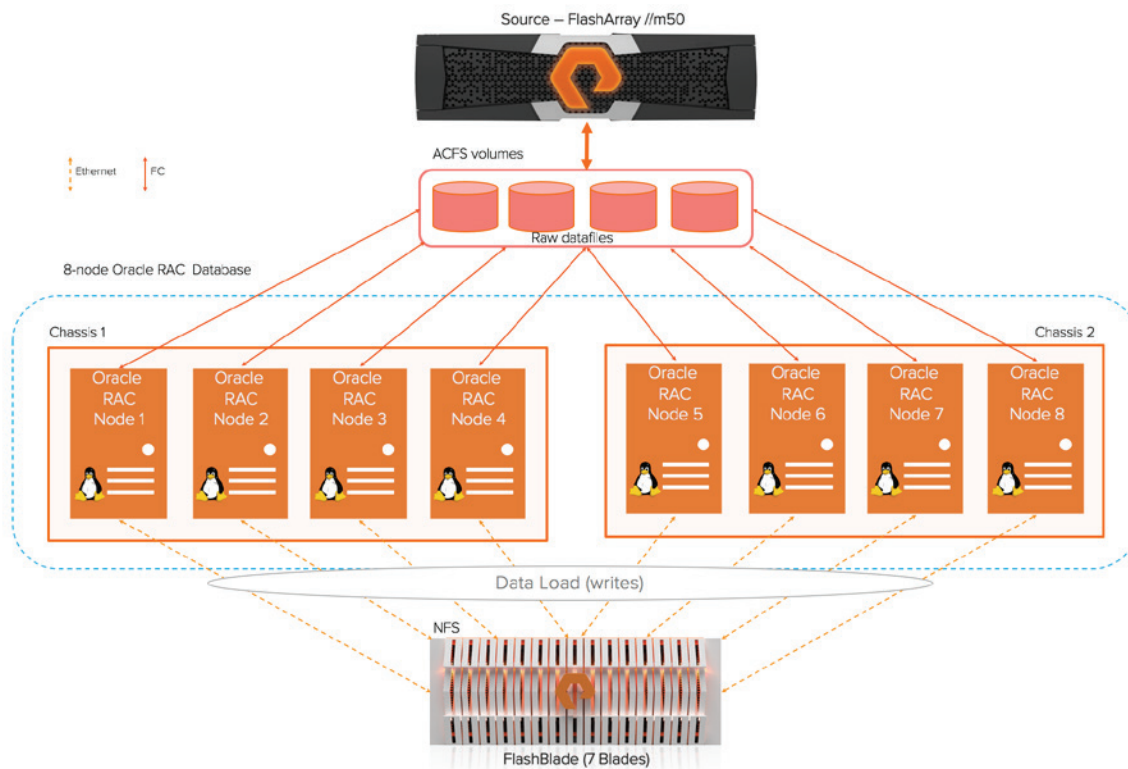 Source – FlashArray //m50
ACFS volumes
Ethernet
FC
Raw datafiles
8-node Oracle RAC  Database
Chassis 1
Chassis 2
Oracle
RAC
Node 1
Oracle
RAC
Node 2
Oracle
RAC
Node 3
Oracle
RAC
Node 4
Oracle
RAC
Node 5
Oracle
RAC
Node 6
Oracle
RAC
Node 7
Oracle
RAC
Node 8
Data Load (writes)
NFS
FlashBlade (7 Blades)